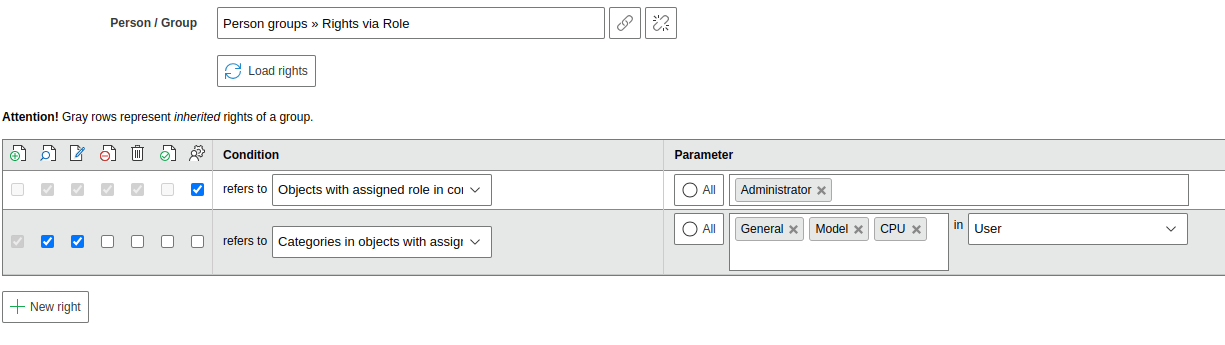 Person / Group Person groups » Rights via Role
Load rights
Attention! Gray rows represent inherited rights of a group.
Condition Parameter
refers to Objects with assigned role in co All Administrator
refers to Categories in objects with assig All General Model CPU in User
New right